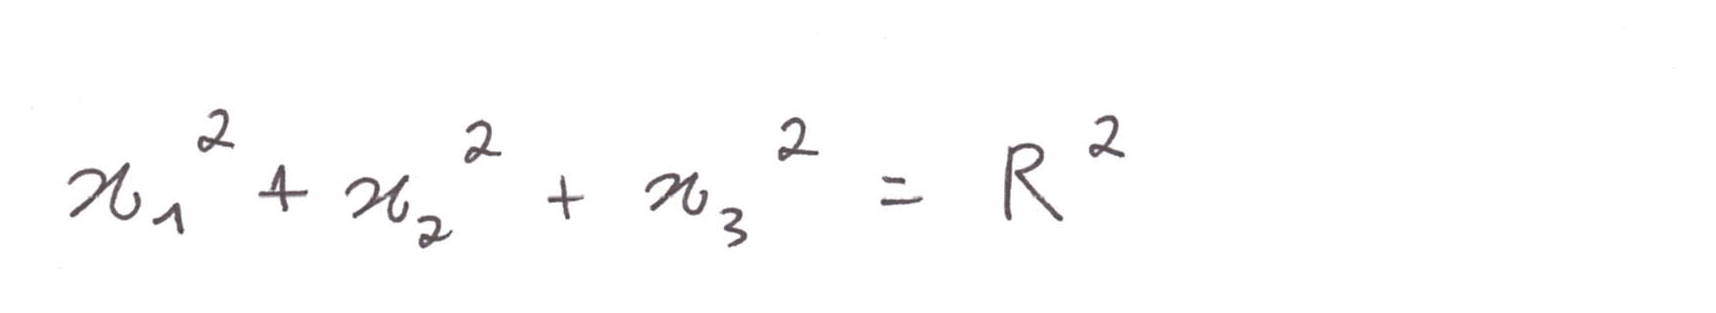 x₁² + x₂² + x₃² = R²